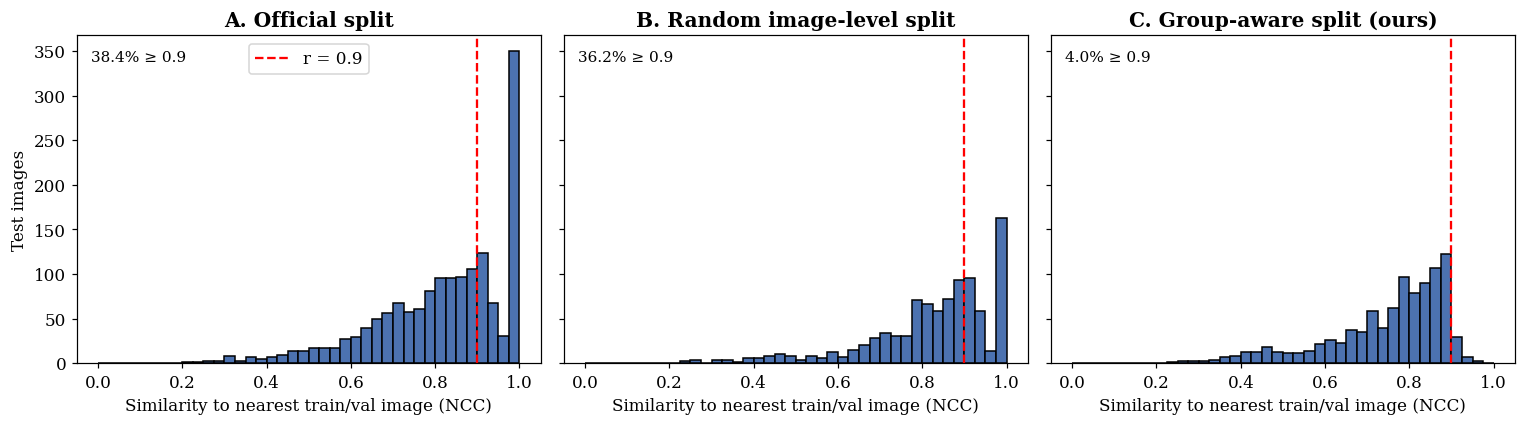 A. Official split
B. Random image-level split
C. Group-aware split (ours)
38.4% ≥ 0.9
r = 0.9
36.2% ≥ 0.9
4.0% ≥ 0.9
Test images
350
300
250
200
150
100
50
0
0.0 0.2 0.4 0.6 0.8 1.0
0.0 0.2 0.4 0.6 0.8 1.0
0.0 0.2 0.4 0.6 0.8 1.0
Similarity to nearest train/val image (NCC)
Similarity to nearest train/val image (NCC)
Similarity to nearest train/val image (NCC)